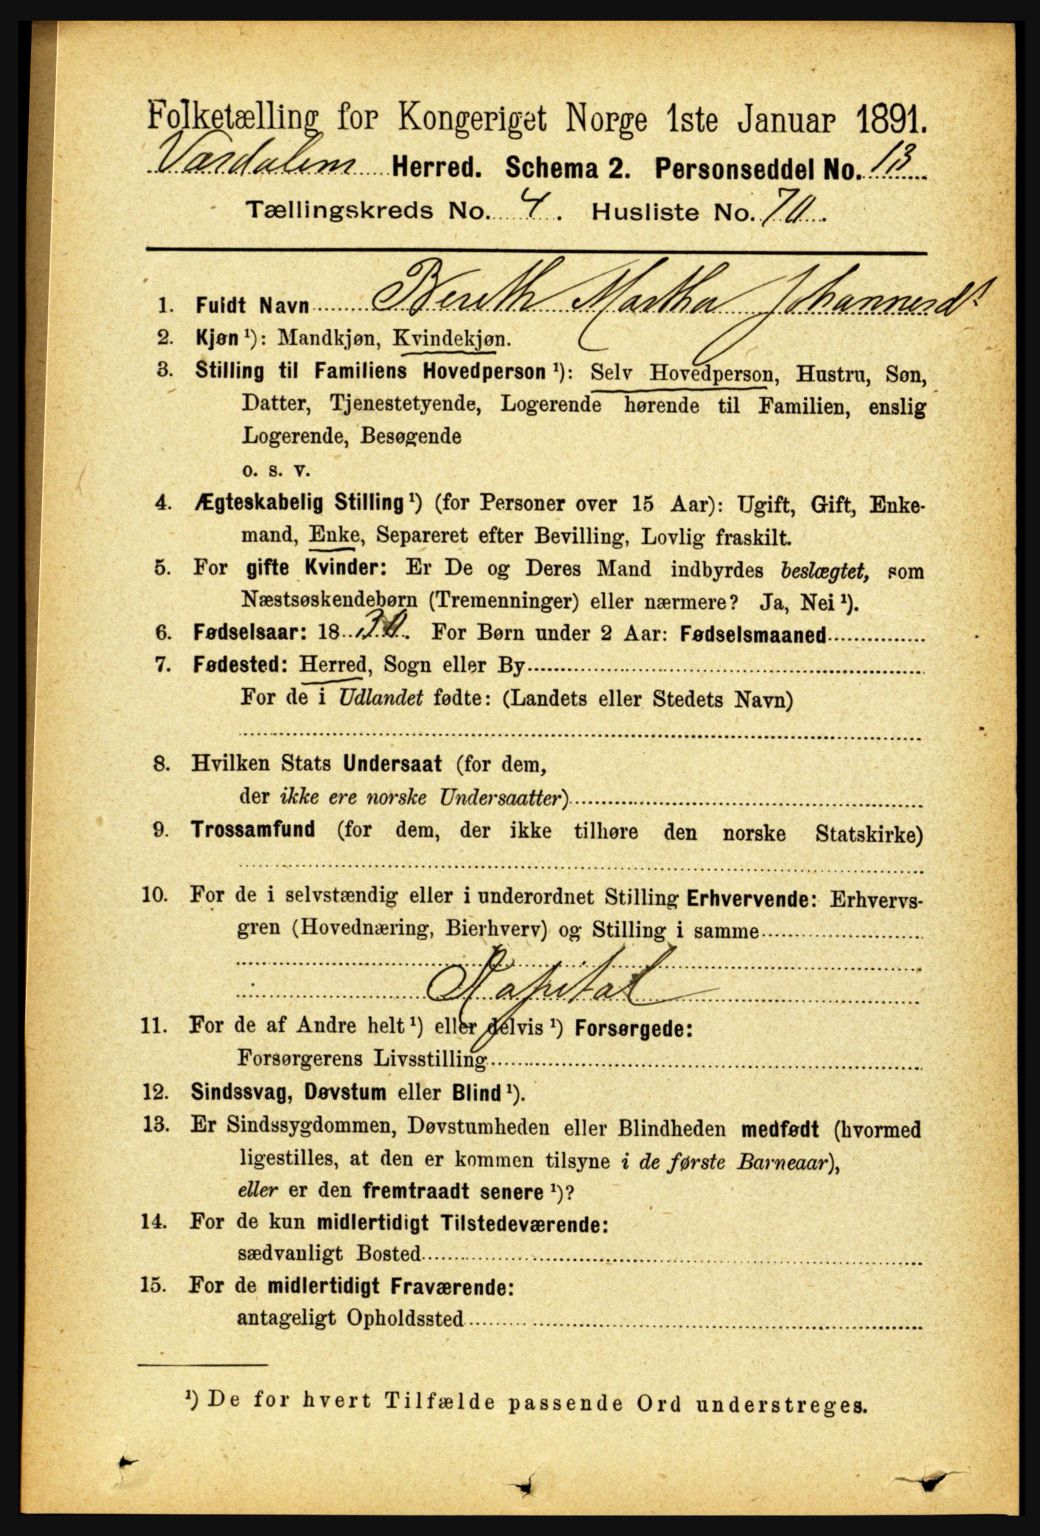 Folketælling for Kongeriget Norge 1ste Januar 1891.
Værdalen Herred. Schema 2. Personseddel No. 13
Tællingskreds No. 4. Husliste No. 70.
1. Fuldt Navn Bereth Martha Johannesdt
2. Kjøn ¹): Mandkjøn, Kvindekjøn.
3. Stilling til Familiens Hovedperson ¹): Selv Hovedperson, Hustru, Søn,
Datter, Tjenestetyende, Logerende hørende til Familien, enslig
Logerende, Besøgende
o. s. v.
4. Ægteskabelig Stilling ¹) (for Personer over 15 Aar): Ugift, Gift, Enke-
mand, Enke, Separeret efter Bevilling, Lovlig fraskilt.
5. For gifte Kvinder: Er De og Deres Mand indbyrdes beslægtet, som
Næstsøskendebørn (Tremenninger) eller nærmere? Ja, Nei ¹).
6. Fødselsaar: 18 30. For Børn under 2 Aar: Fødselsmaaned
7. Fødested: Herred, Sogn eller By
For de i Udlandet fødte: (Landets eller Stedets Navn)
8. Hvilken Stats Undersaat (for dem,
der ikke ere norske Undersaatter)
9. Trossamfund (for dem, der ikke tilhøre den norske Statskirke)
10. For de i selvstændig eller i underordnet Stilling Erhvervende: Erhvervs-
gren (Hovednæring, Bierhverv) og Stilling i samme
Kapital
11. For de af Andre helt ¹) eller delvis ¹) Forsørgede:
Forsørgerens Livsstilling
12. Sindssvag, Døvstum eller Blind ¹).
13. Er Sindssygdommen, Døvstumheden eller Blindheden medfødt (hvormed
ligestilles, at den er kommen tilsyne i de første Barneaar),
eller er den fremtraadt senere ¹)?
14. For de kun midlertidigt Tilstedeværende:
sædvanligt Bosted
15. For de midlertidigt Fraværende:
antageligt Opholdssted
¹) De for hvert Tilfælde passende Ord understreges.